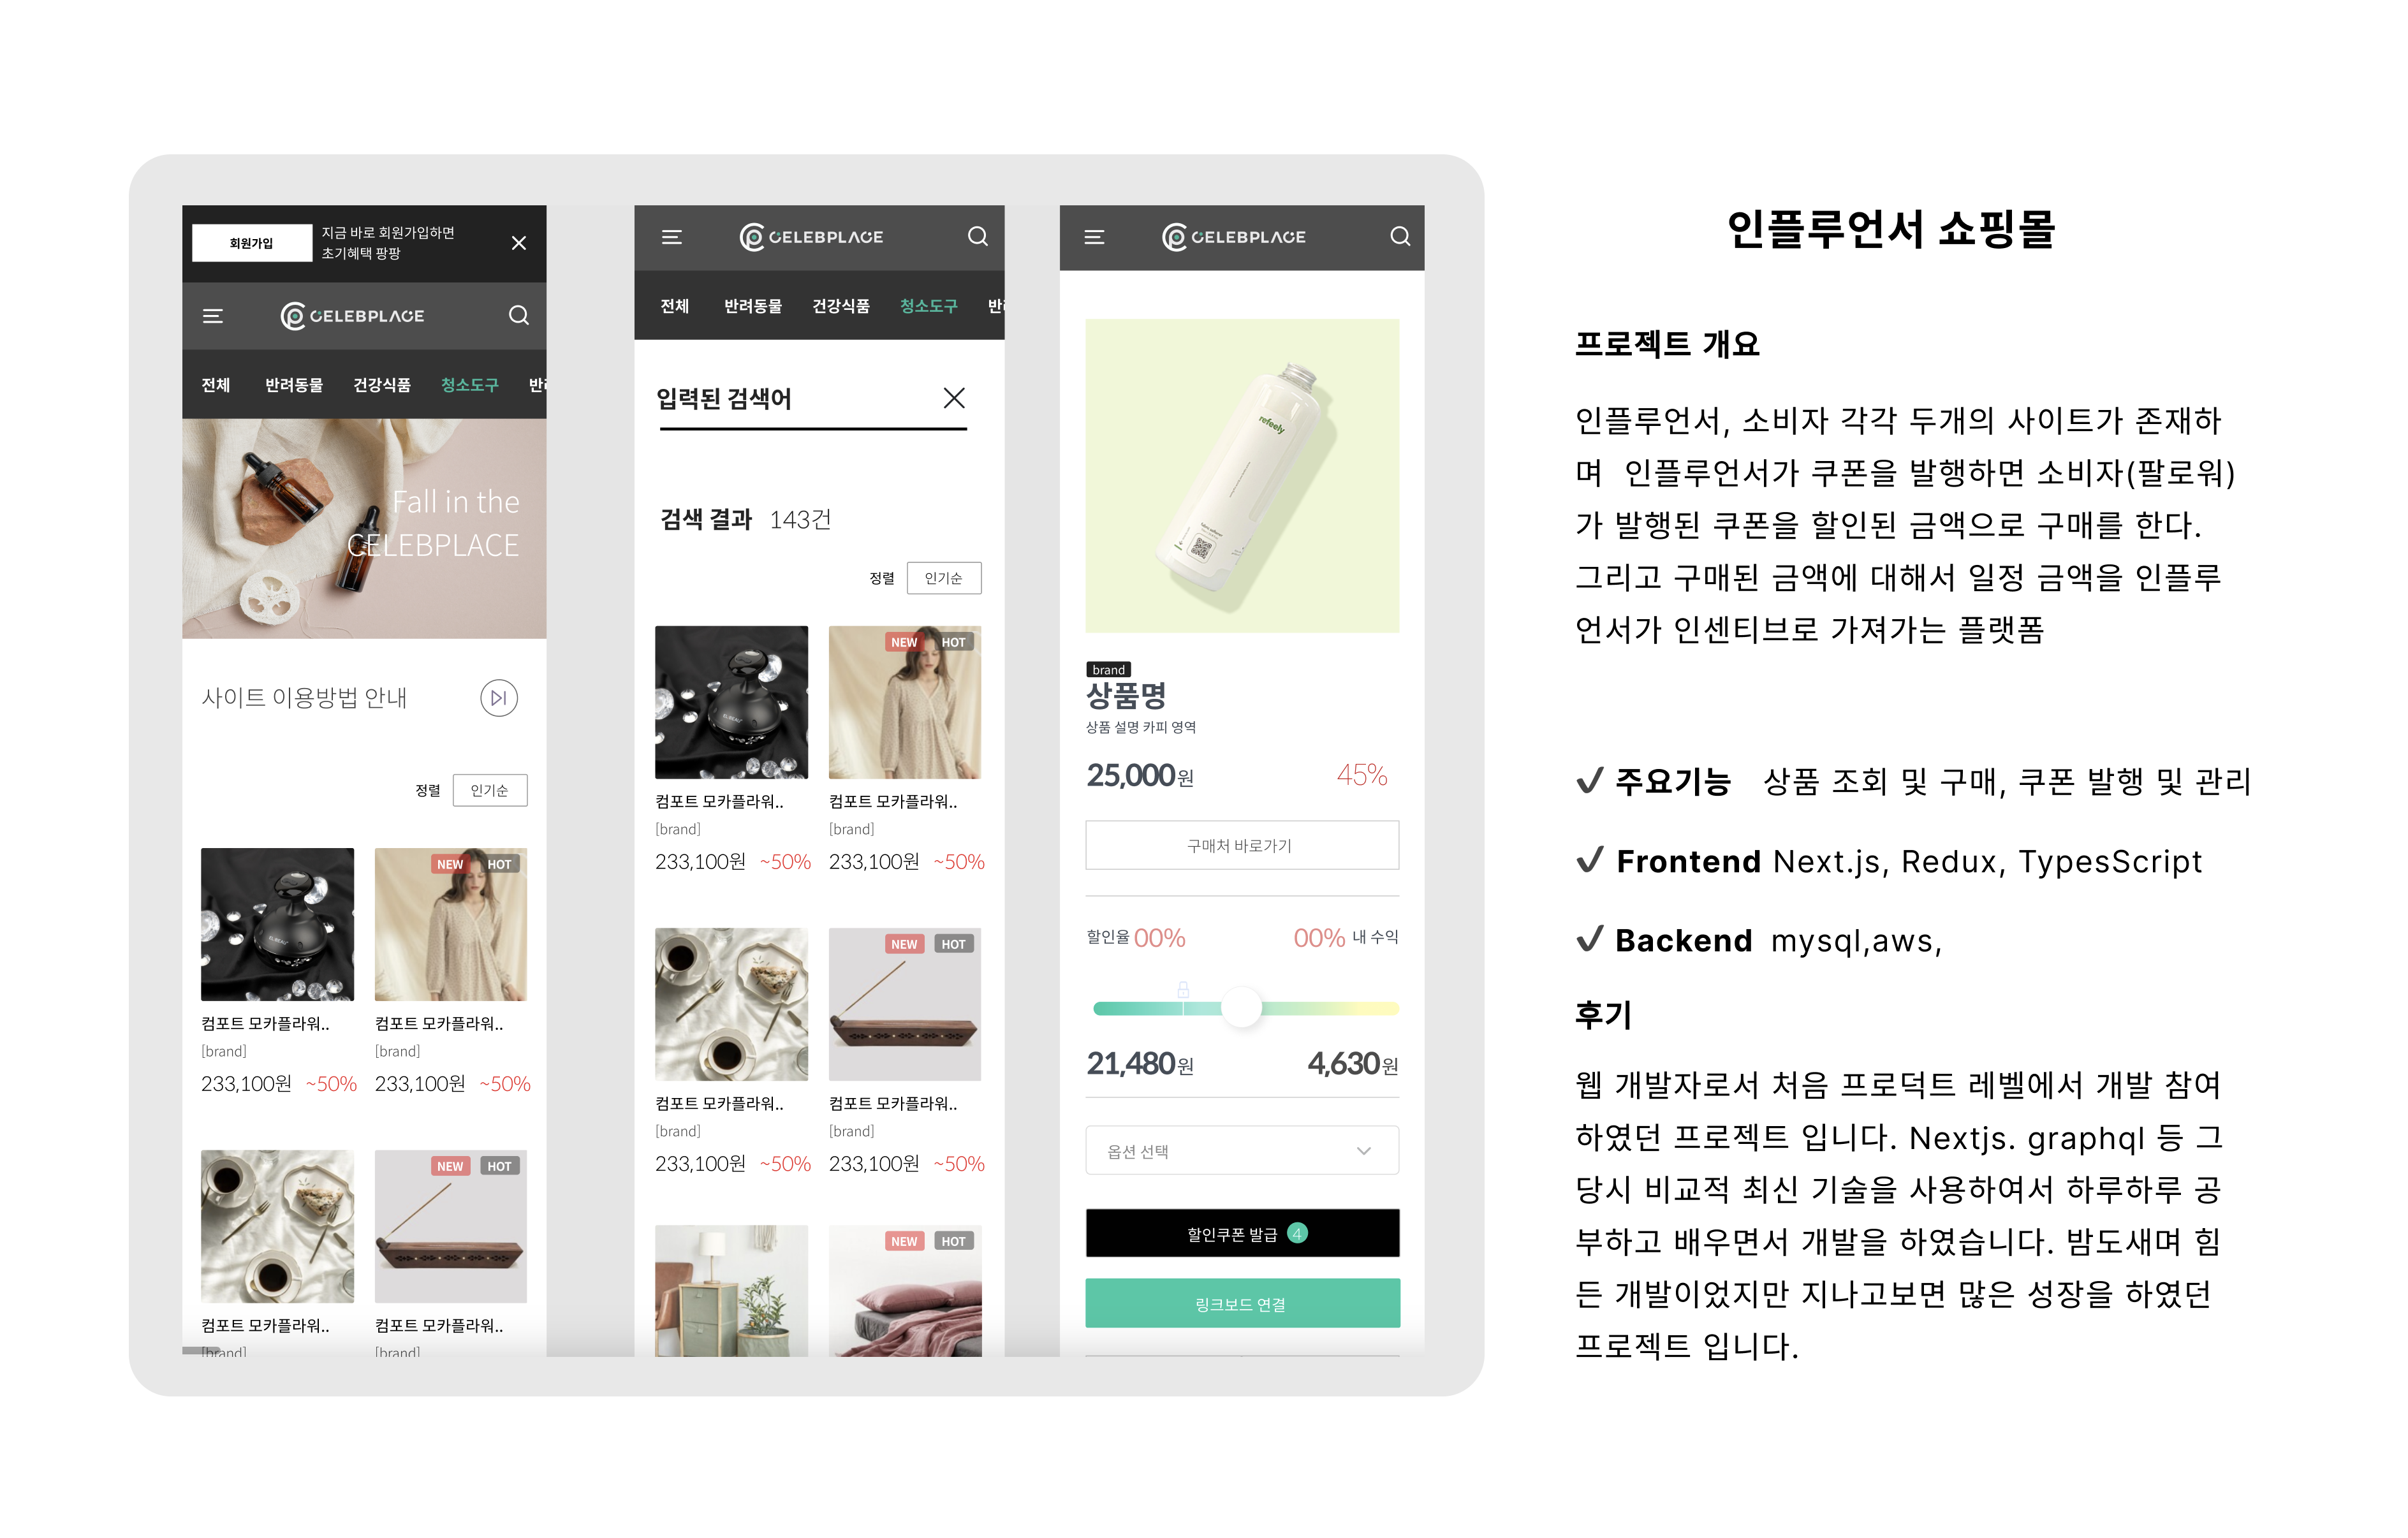 회원가입
지금 바로 회원가입하면
초기혜택 팡팡
CELEBPLACE
전체 반려동물 건강식품 청소도구 반려
Fall in the
CELEBPLACE
사이트 이용방법 안내
정렬 인기순
NEW HOT
컴포트 모카플라워.. 컴포트 모카플라워..
[brand] [brand]
233,100원 ~50% 233,100원 ~50%
NEW HOT
컴포트 모카플라워.. 컴포트 모카플라워..
[brand] [brand]
CELEBPLACE
전체 반려동물 건강식품 청소도구 반려
입력된 검색어
검색 결과 143건
정렬 인기순
NEW HOT
컴포트 모카플라워.. 컴포트 모카플라워..
[brand] [brand]
233,100원 ~50% 233,100원 ~50%
NEW HOT
컴포트 모카플라워.. 컴포트 모카플라워..
[brand] [brand]
233,100원 ~50% 233,100원 ~50%
NEW HOT
CELEBPLACE
refeely
brand
상품명
상품 설명 카피 영역
25,000원 45%
구매처 바로가기
할인율 00% 00% 내 수익
21,480원 4,630원
옵션 선택
할인쿠폰 발급 4
링크보드 연결
인플루언서 쇼핑몰
프로젝트 개요
인플루언서, 소비자 각각 두개의 사이트가 존재하
며 인플루언서가 쿠폰을 발행하면 소비자(팔로워)
가 발행된 쿠폰을 할인된 금액으로 구매를 한다.
그리고 구매된 금액에 대해서 일정 금액을 인플루
언서가 인센티브로 가져가는 플랫폼
✔ 주요기능 상품 조회 및 구매, 쿠폰 발행 및 관리
✔ Frontend Next.js, Redux, TypesScript
✔ Backend mysql,aws,
후기
웹 개발자로서 처음 프로덕트 레벨에서 개발 참여
하였던 프로젝트 입니다. Nextjs. graphql 등 그
당시 비교적 최신 기술을 사용하여서 하루하루 공
부하고 배우면서 개발을 하였습니다. 밤도새며 힘
든 개발이었지만 지나고보면 많은 성장을 하였던
프로젝트 입니다.